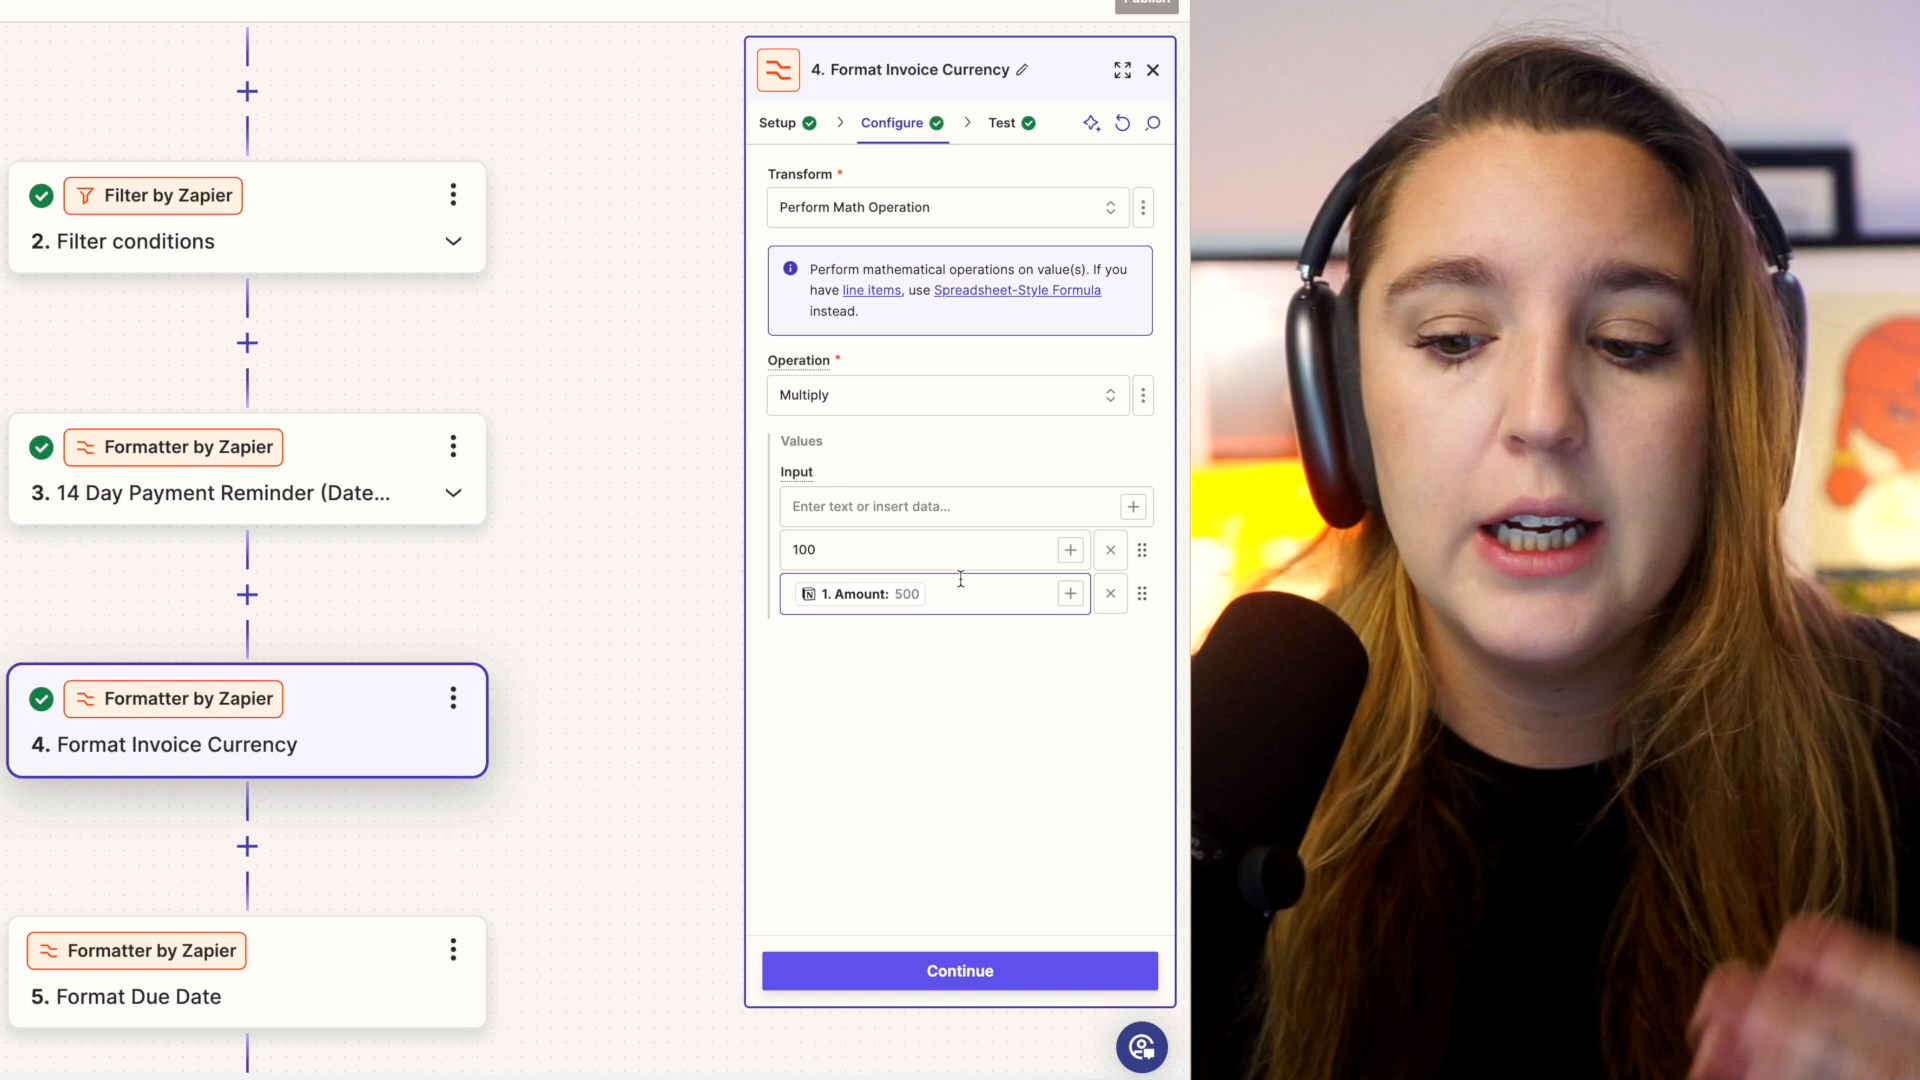 Publish
Filter by Zapier
2. Filter conditions
Formatter by Zapier
3. 14 Day Payment Reminder (Date...
Formatter by Zapier
4. Format Invoice Currency
Formatter by Zapier
5. Format Due Date
4. Format Invoice Currency
Setup
Configure
Test
Transform *
Perform Math Operation
Perform mathematical operations on value(s). If you
have line items, use Spreadsheet-Style Formula
instead.
Operation *
Multiply
Values
Input
Enter text or insert data...
100
1. Amount: 500
Continue